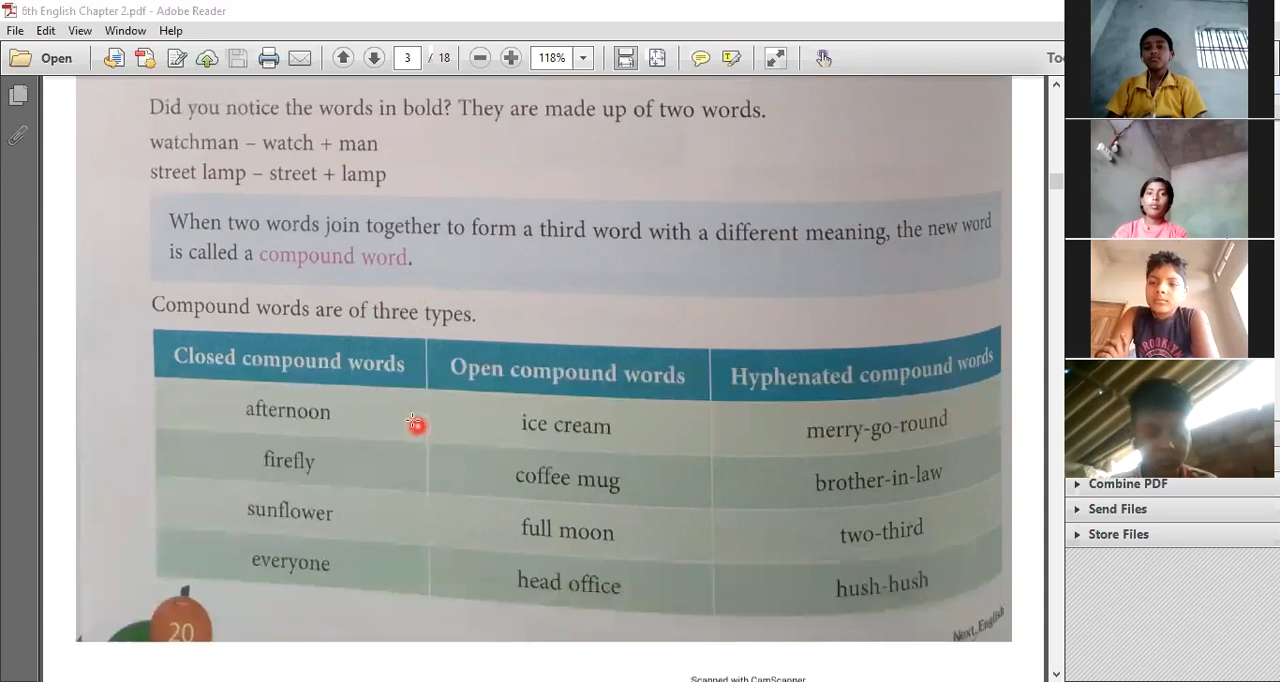 6th English Chapter 2.pdf - Adobe Reader
File Edit View Window Help
Open 3 / 18 118%
Did you notice the words in bold? They are made up of two words.
watchman – watch + man
street lamp – street + lamp
When two words join together to form a third word with a different meaning, the new word
is called a compound word.
Compound words are of three types.
Closed compound words Open compound words Hyphenated compound words
afternoon ice cream merry-go-round
firefly coffee mug brother-in-law
sunflower full moon two-third
everyone head office hush-hush
20
Next, English
Scanned with CamScanner
BROOKLYN
Combine PDF
Send Files
Store Files